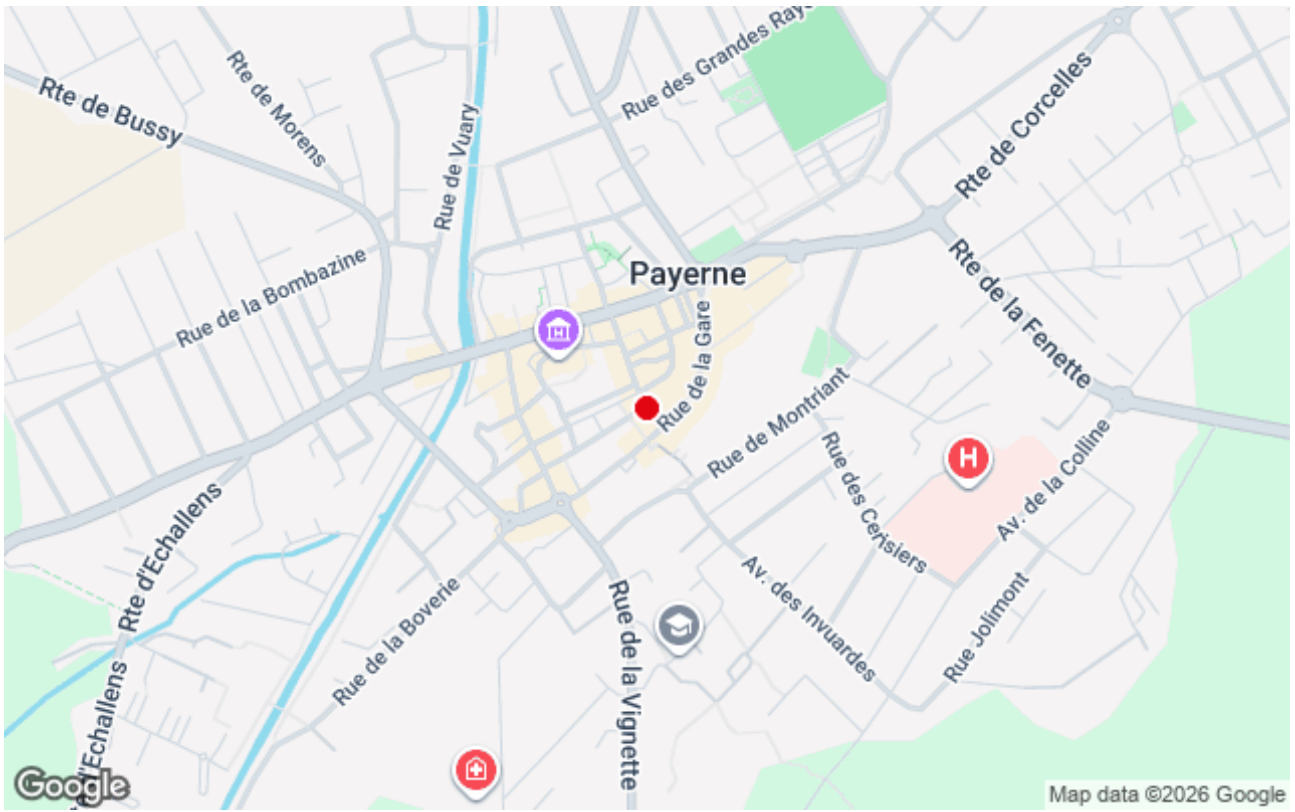 Rue des Grandes Raye
Rte de Morens
Rte de Bussy
Rte de Corcelles
Rue de Vuary
Payerne
Rue de la Bombazine
Rte de la Fenette
Rue de la Gare
Rue de Montriant
H
Av. de la Colline
Rue des Cerisiers
Rte d'Echallens
Av. des Invuardes
Rue de la Boverie
Rue Jolimont
Rue de la Vignette
e d'Echallens
Google
Map data ©2026 Google